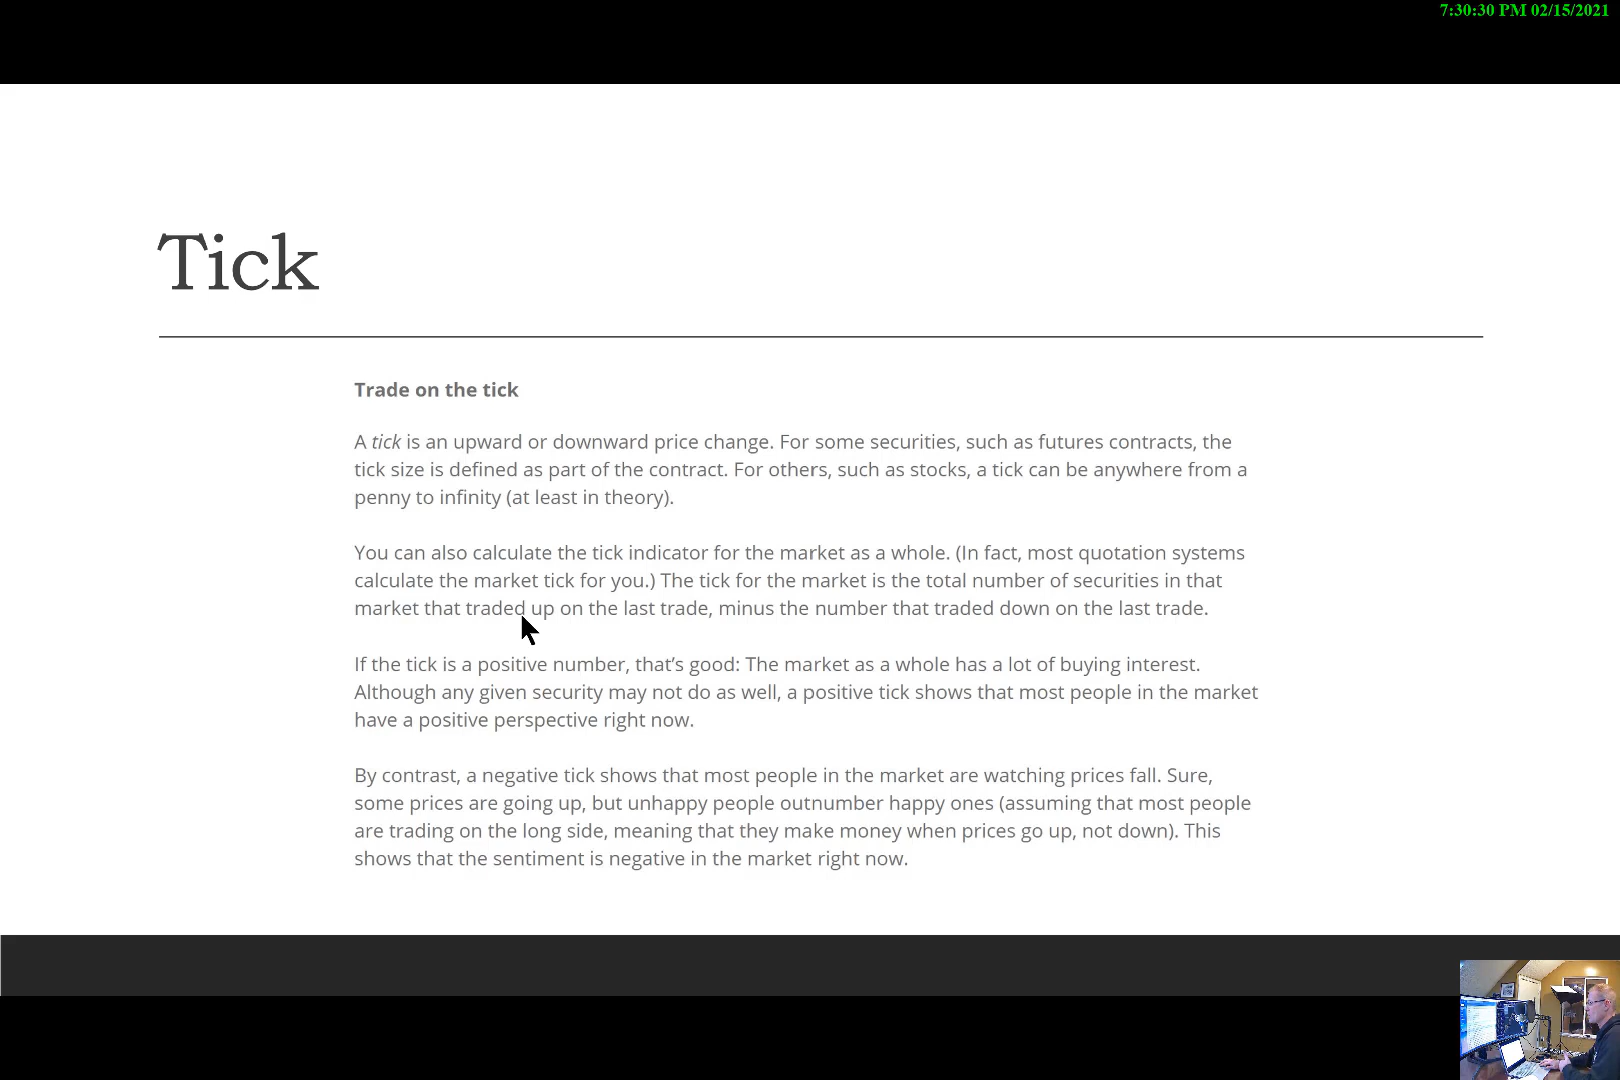 7:30:30 PM 02/15/2021
Tick
Trade on the tick
A tick is an upward or downward price change. For some securities, such as futures contracts, the
tick size is defined as part of the contract. For others, such as stocks, a tick can be anywhere from a
penny to infinity (at least in theory).
You can also calculate the tick indicator for the market as a whole. (In fact, most quotation systems
calculate the market tick for you.) The tick for the market is the total number of securities in that
market that traded up on the last trade, minus the number that traded down on the last trade.
If the tick is a positive number, that’s good: The market as a whole has a lot of buying interest.
Although any given security may not do as well, a positive tick shows that most people in the market
have a positive perspective right now.
By contrast, a negative tick shows that most people in the market are watching prices fall. Sure,
some prices are going up, but unhappy people outnumber happy ones (assuming that most people
are trading on the long side, meaning that they make money when prices go up, not down). This
shows that the sentiment is negative in the market right now.